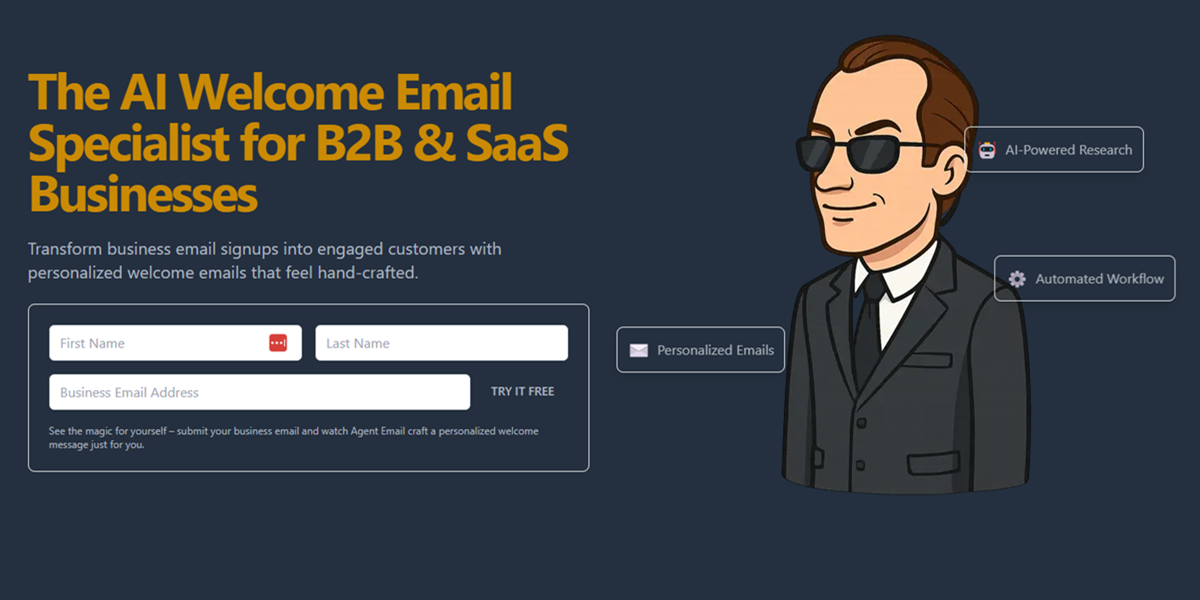 The AI Welcome Email
Specialist for B2B & SaaS
Businesses
Transform business email signups into engaged customers with
personalized welcome emails that feel hand-crafted.
First Name
Last Name
Business Email Address
TRY IT FREE
See the magic for yourself – submit your business email and watch Agent Email craft a personalized welcome
message just for you.
AI-Powered Research
Automated Workflow
Personalized Emails